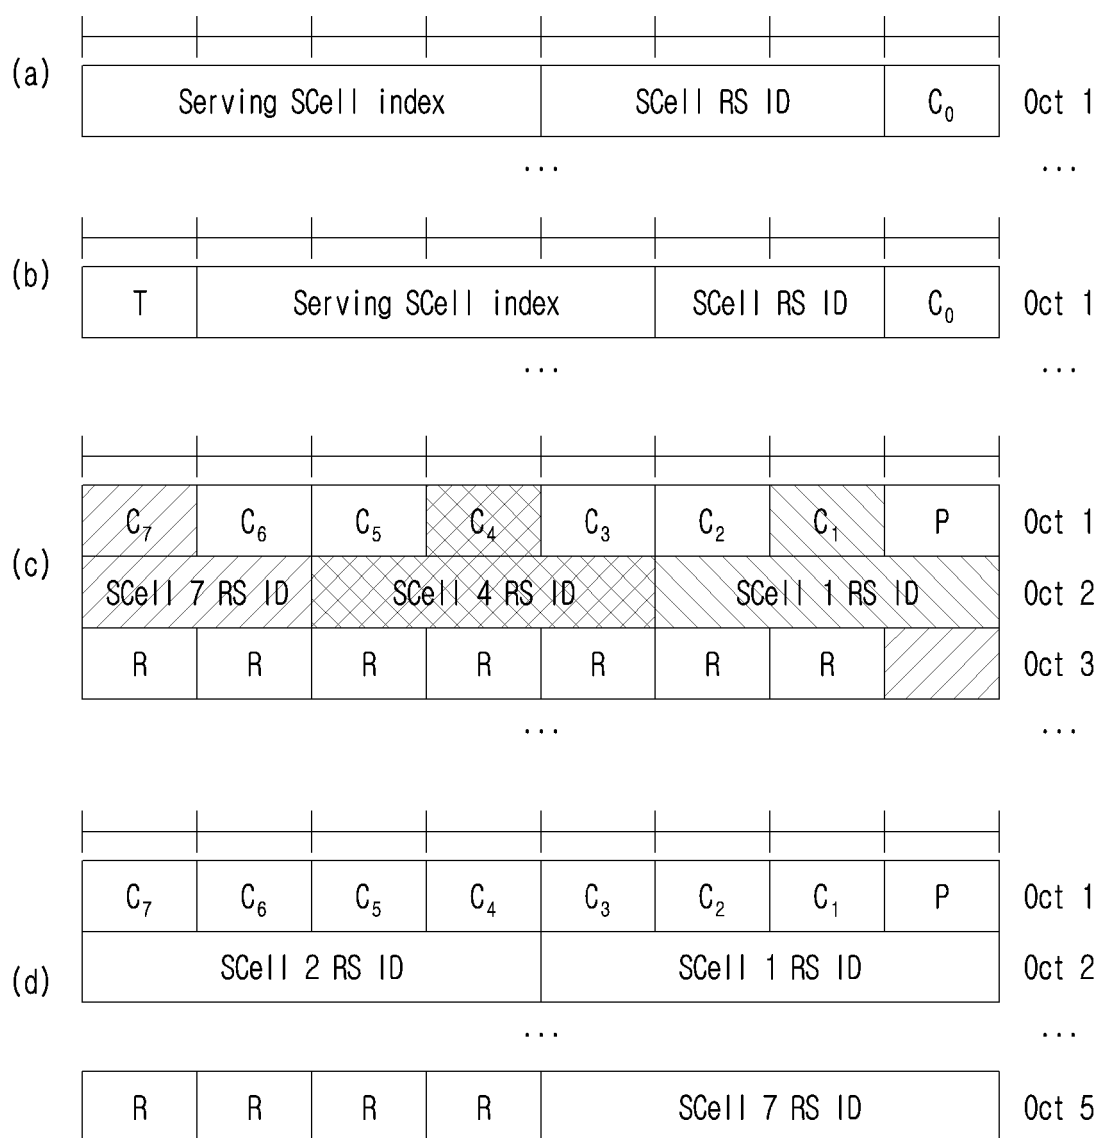 (a)
Serving SCell index SCell RS ID C₀ Oct 1
... ...
(b)
T Serving SCell index SCell RS ID C₀ Oct 1
... ...
C₇ C₆ C₅ C₄ C₃ C₂ C₁ P Oct 1
(c)
SCell 7 RS ID SCell 4 RS ID SCell 1 RS ID Oct 2
R R R R R R R Oct 3
... ...
C₇ C₆ C₅ C₄ C₃ C₂ C₁ P Oct 1
SCell 2 RS ID SCell 1 RS ID Oct 2
(d)
... ...
R R R R SCell 7 RS ID Oct 5